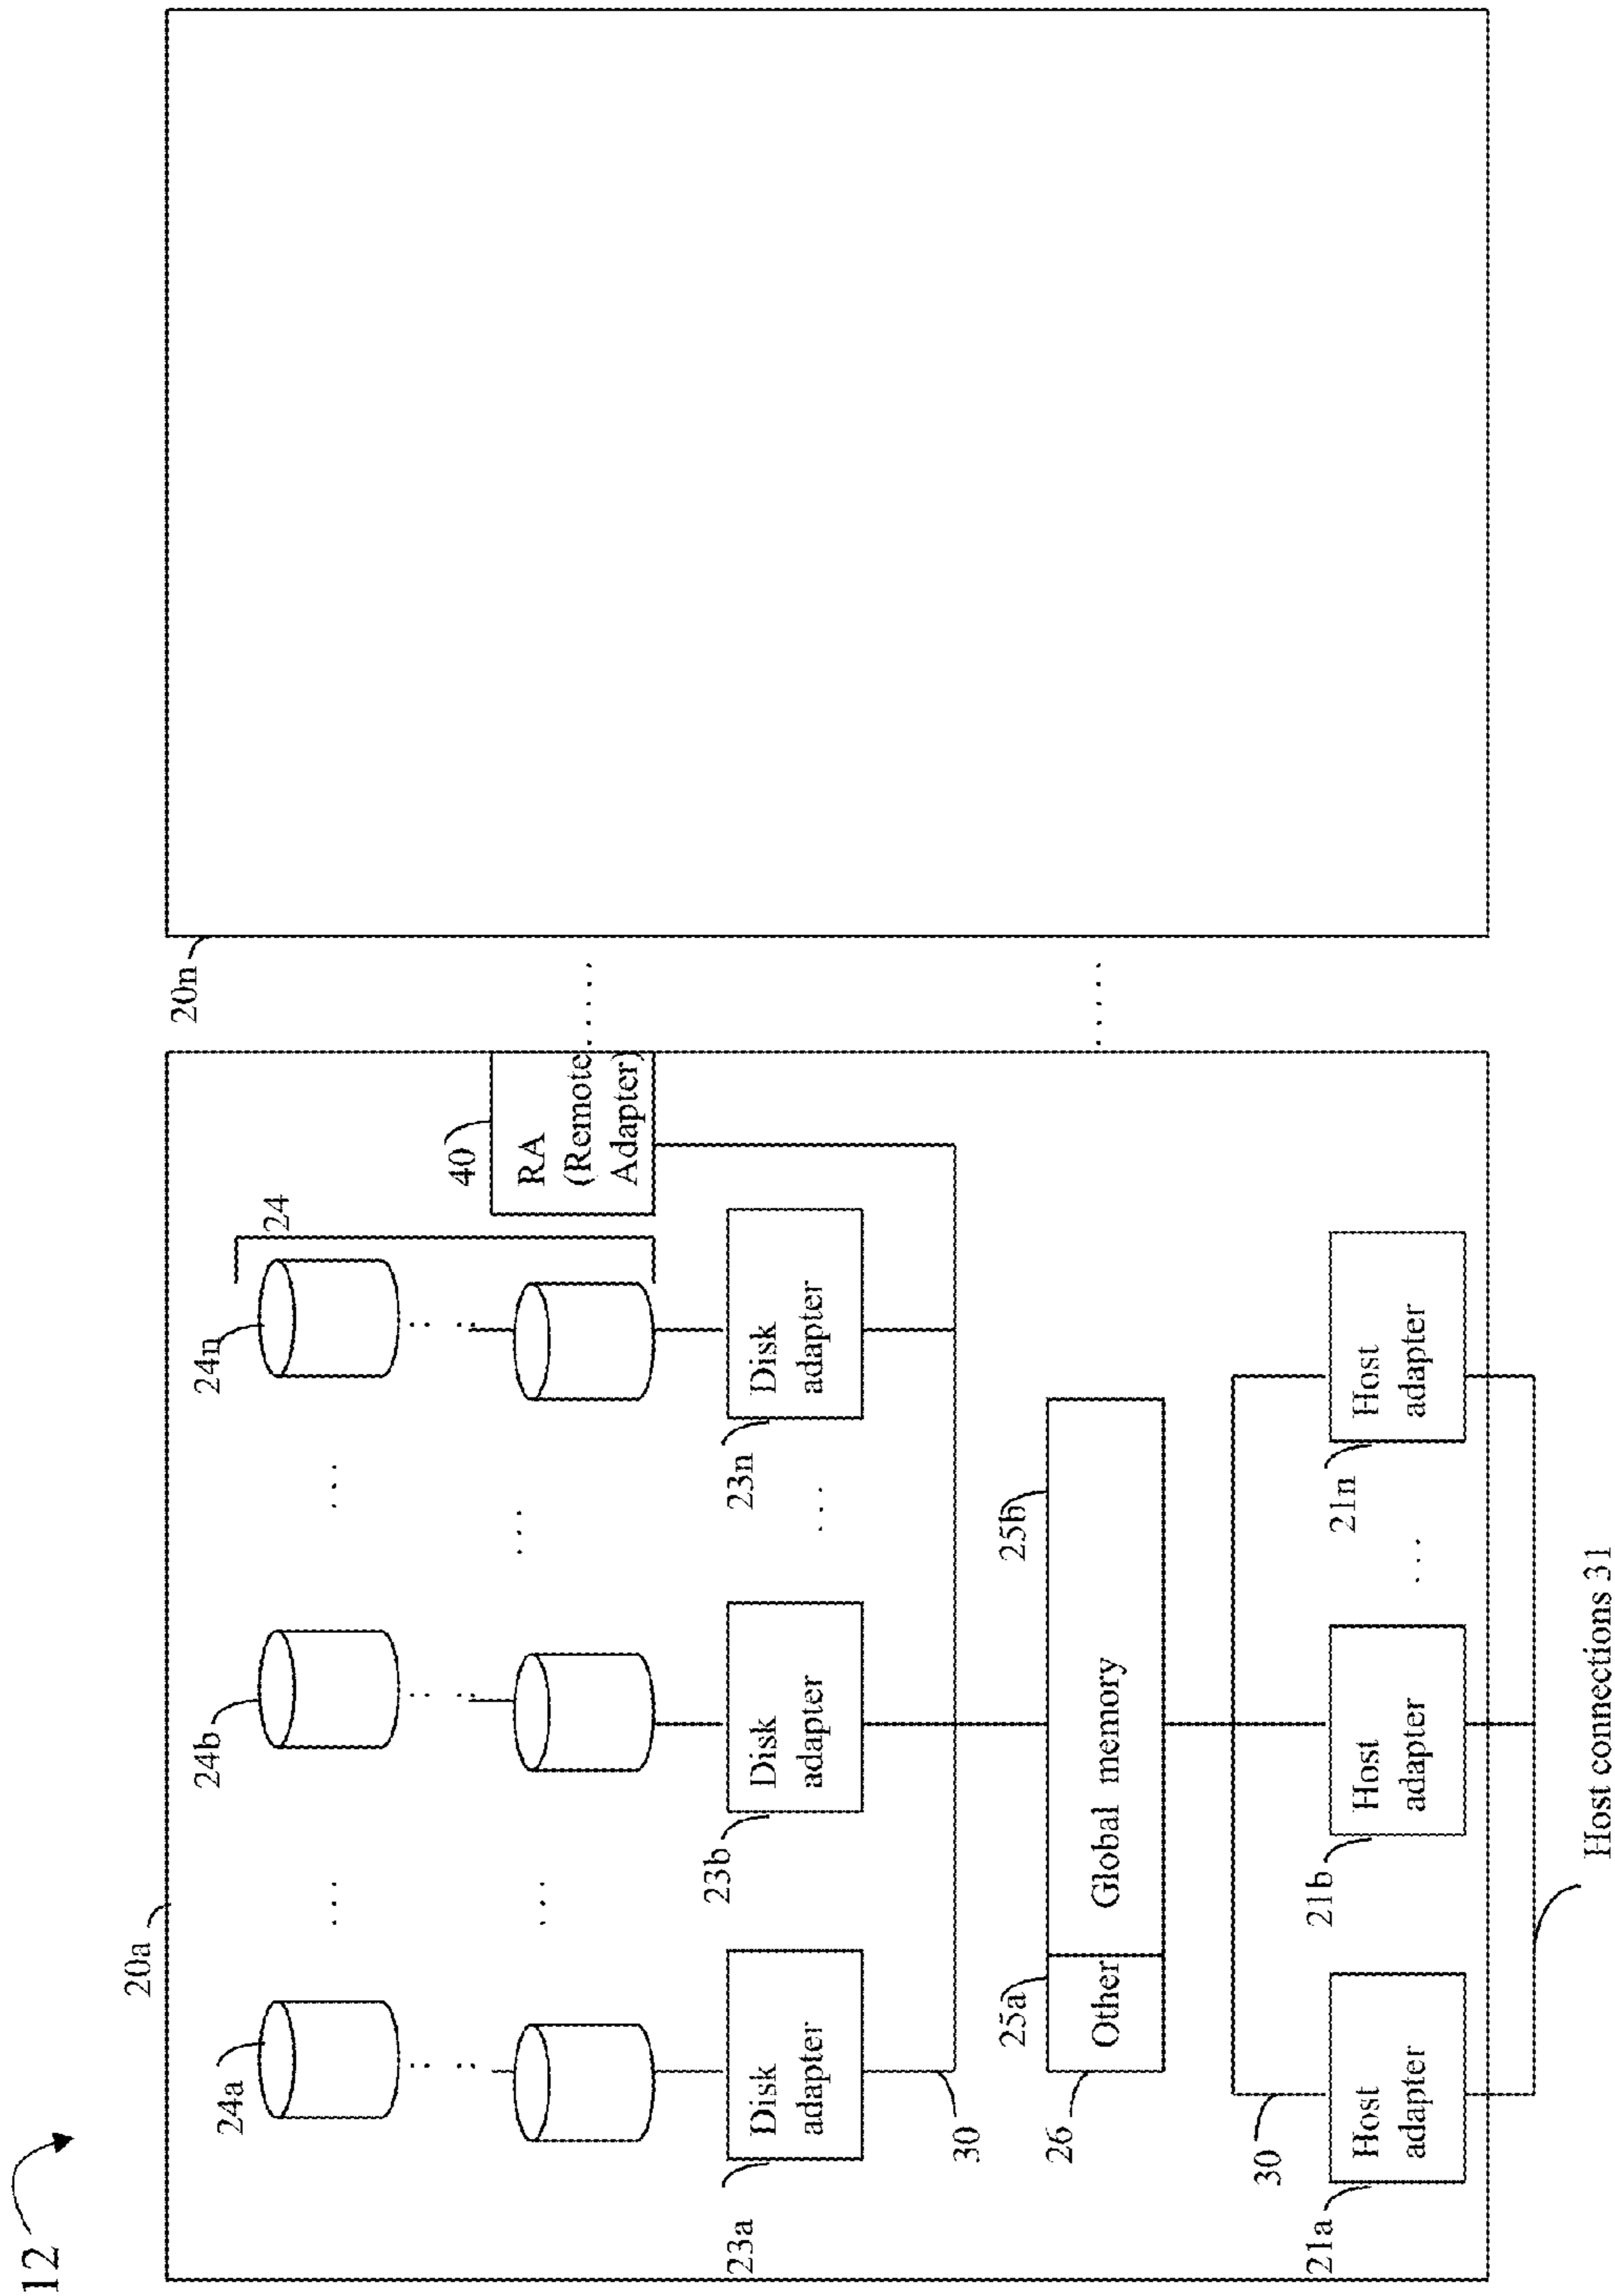 12
20a
20n
24a
24b
24n
24
40
RA
(Remote
Adapter)
23a
Disk
adapter
23b
Disk
adapter
23n
Disk
adapter
30
25a
25b
26
Other
Global memory
30
21a
Host
adapter
21b
Host
adapter
21n
Host
adapter
Host connections 31